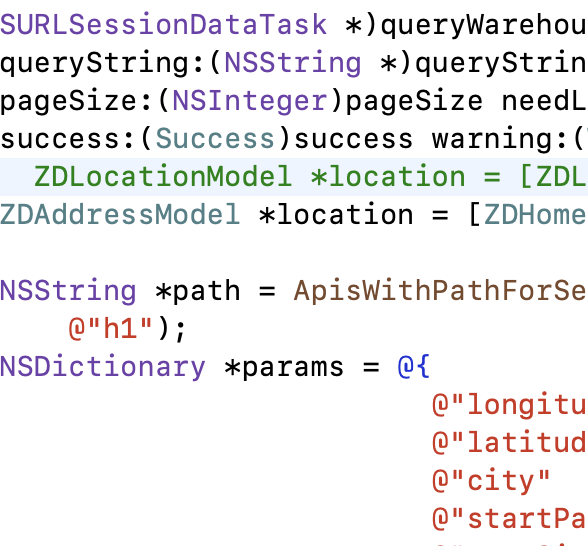 SURLSessionDataTask *)queryWarehou
queryString:(NSString *)queryStrin
pageSize:(NSInteger)pageSize needL
success:(Success)success warning:(
ZDLocationModel *location = [ZDL
ZDAddressModel *location = [ZDHome
NSString *path = ApisWithPathForSe
@"h1");
NSDictionary *params = @{
@"longitu
@"latitud
@"city"
@"startPa